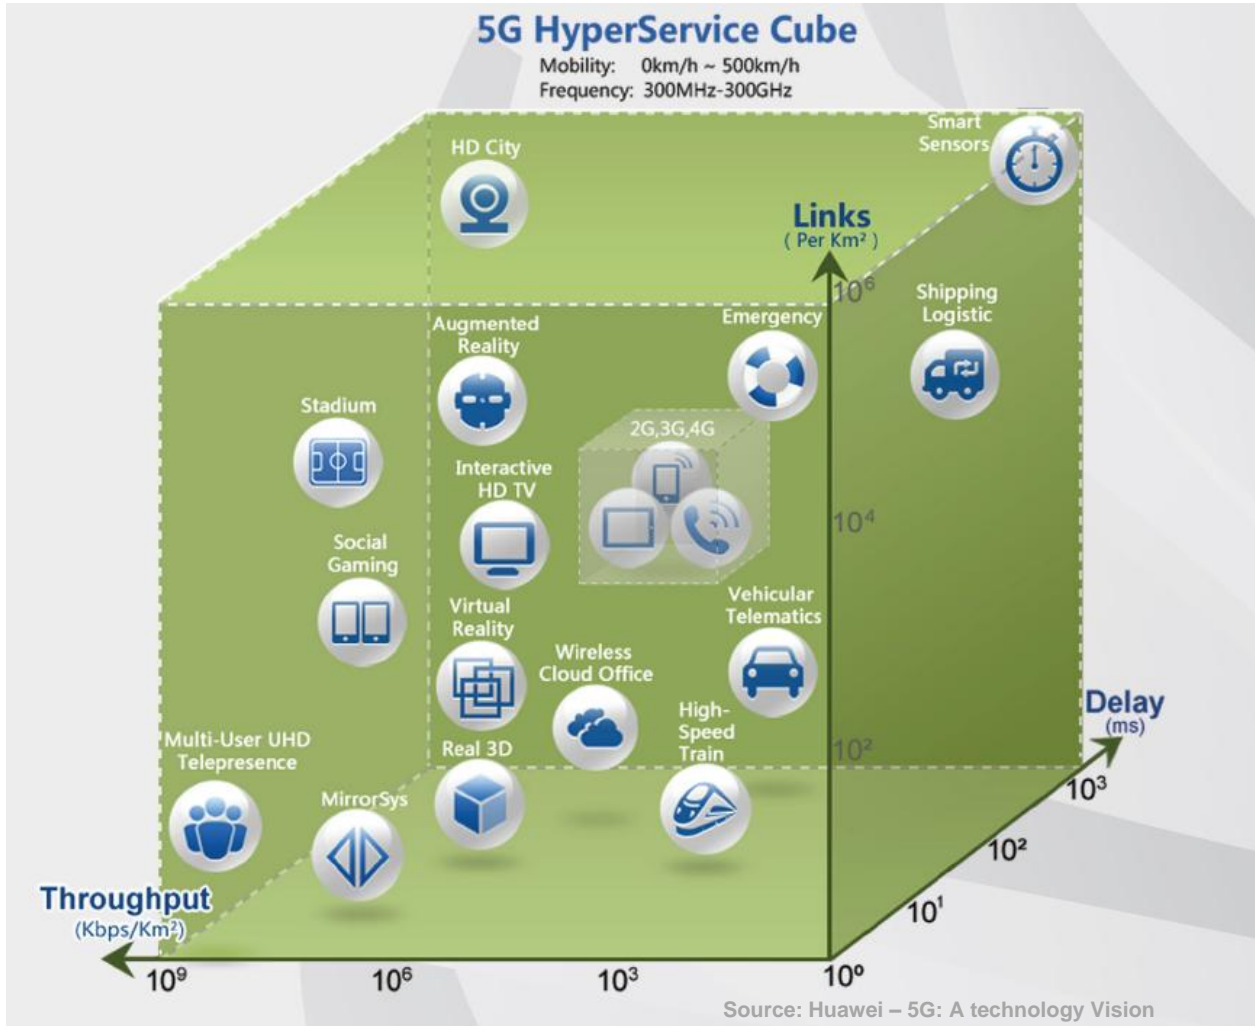 5G HyperService Cube
Mobility: 0km/h ~ 500km/h
Frequency: 300MHz-300GHz
HD City
Smart
Sensors
Links
( Per Km² )
10⁶
Shipping
Logistic
Augmented
Reality
Emergency
Stadium
2G,3G,4G
Interactive
HD TV
10⁴
Social
Gaming
Virtual
Reality
Vehicular
Telematics
Wireless
Cloud Office
High-
Speed
Train
Delay
(ms)
Multi-User UHD
Telepresence
Real 3D
10²
MirrorSys
10³
10²
Throughput
(Kbps/Km²)
10¹
10⁹
10⁶
10³
10⁰
Source: Huawei – 5G: A technology Vision